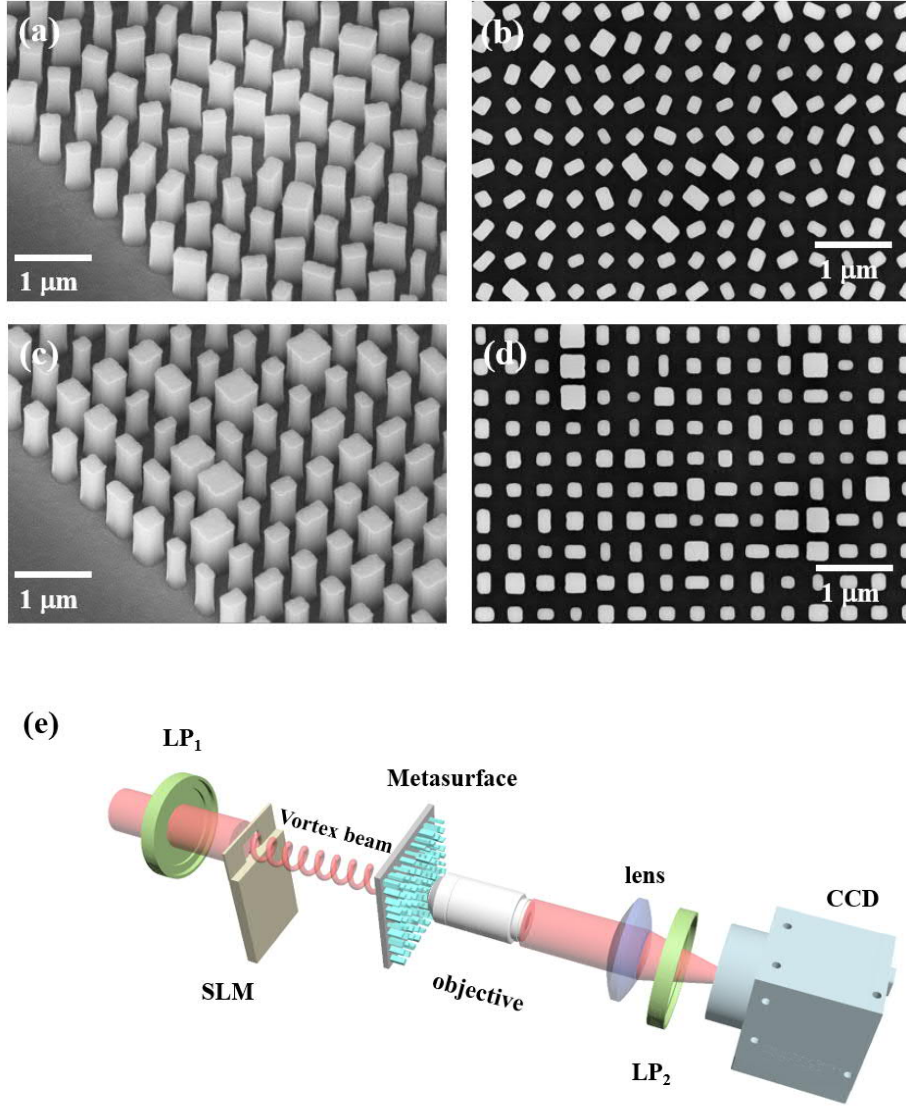 (a)
(b)
1 μm
1 μm
(c)
(d)
1 μm
1 μm
(e)
LP₁
Metasurface
Vortex beam
lens
CCD
SLM
objective
LP₂